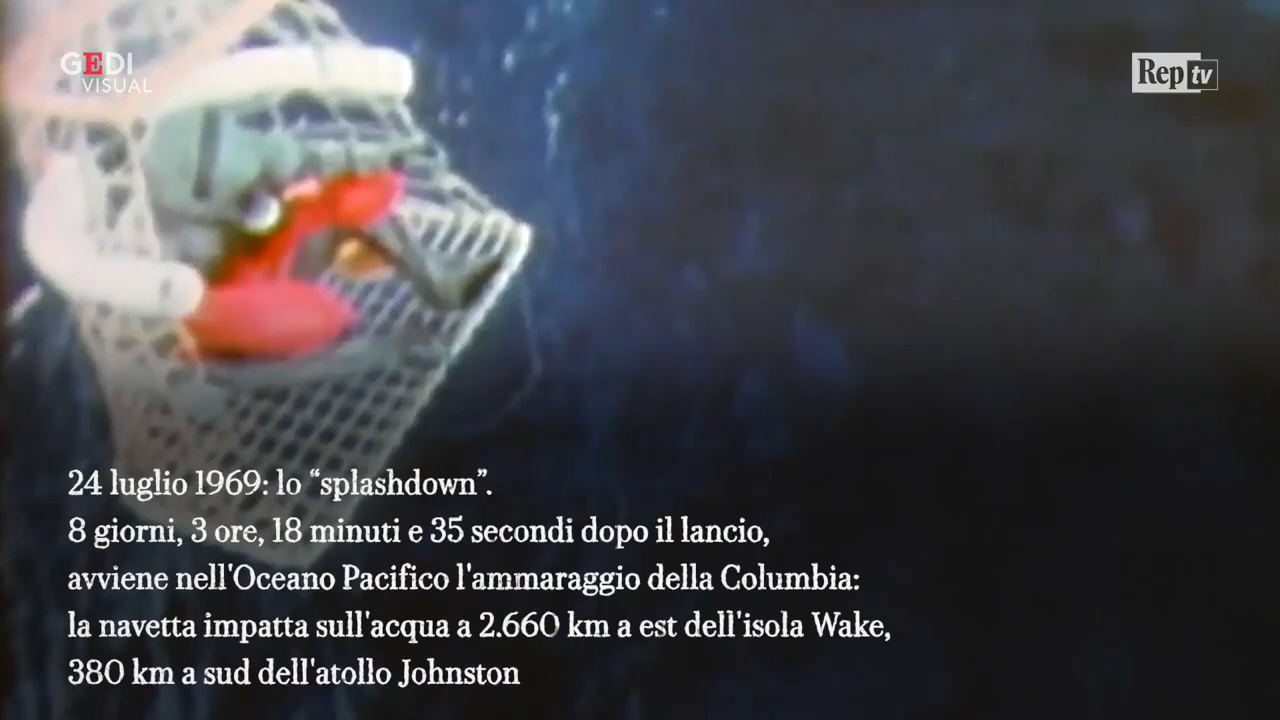 GEDI
VISUAL
Rep tv
24 luglio 1969: lo “splashdown”.
8 giorni, 3 ore, 18 minuti e 35 secondi dopo il lancio,
avviene nell'Oceano Pacifico l'ammaraggio della Columbia:
la navetta impatta sull'acqua a 2.660 km a est dell'isola Wake,
380 km a sud dell'atollo Johnston